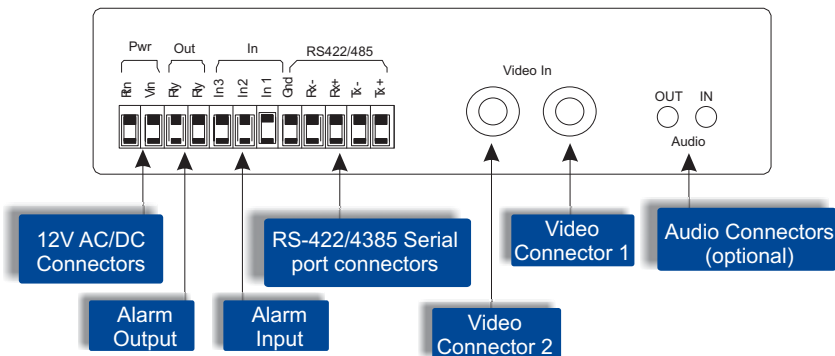 Pwr Out In RS422/485
Rtn Vin Rly Rly In3 In2 In 1 Gnd Rx- Rx+ Tx- Tx+
Video In
OUT IN
Audio
12V AC/DC
Connectors
RS-422/4385 Serial
port connectors
Video
Connector 1
Audio Connectors
(optional)
Alarm
Output
Alarm
Input
Video
Connector 2